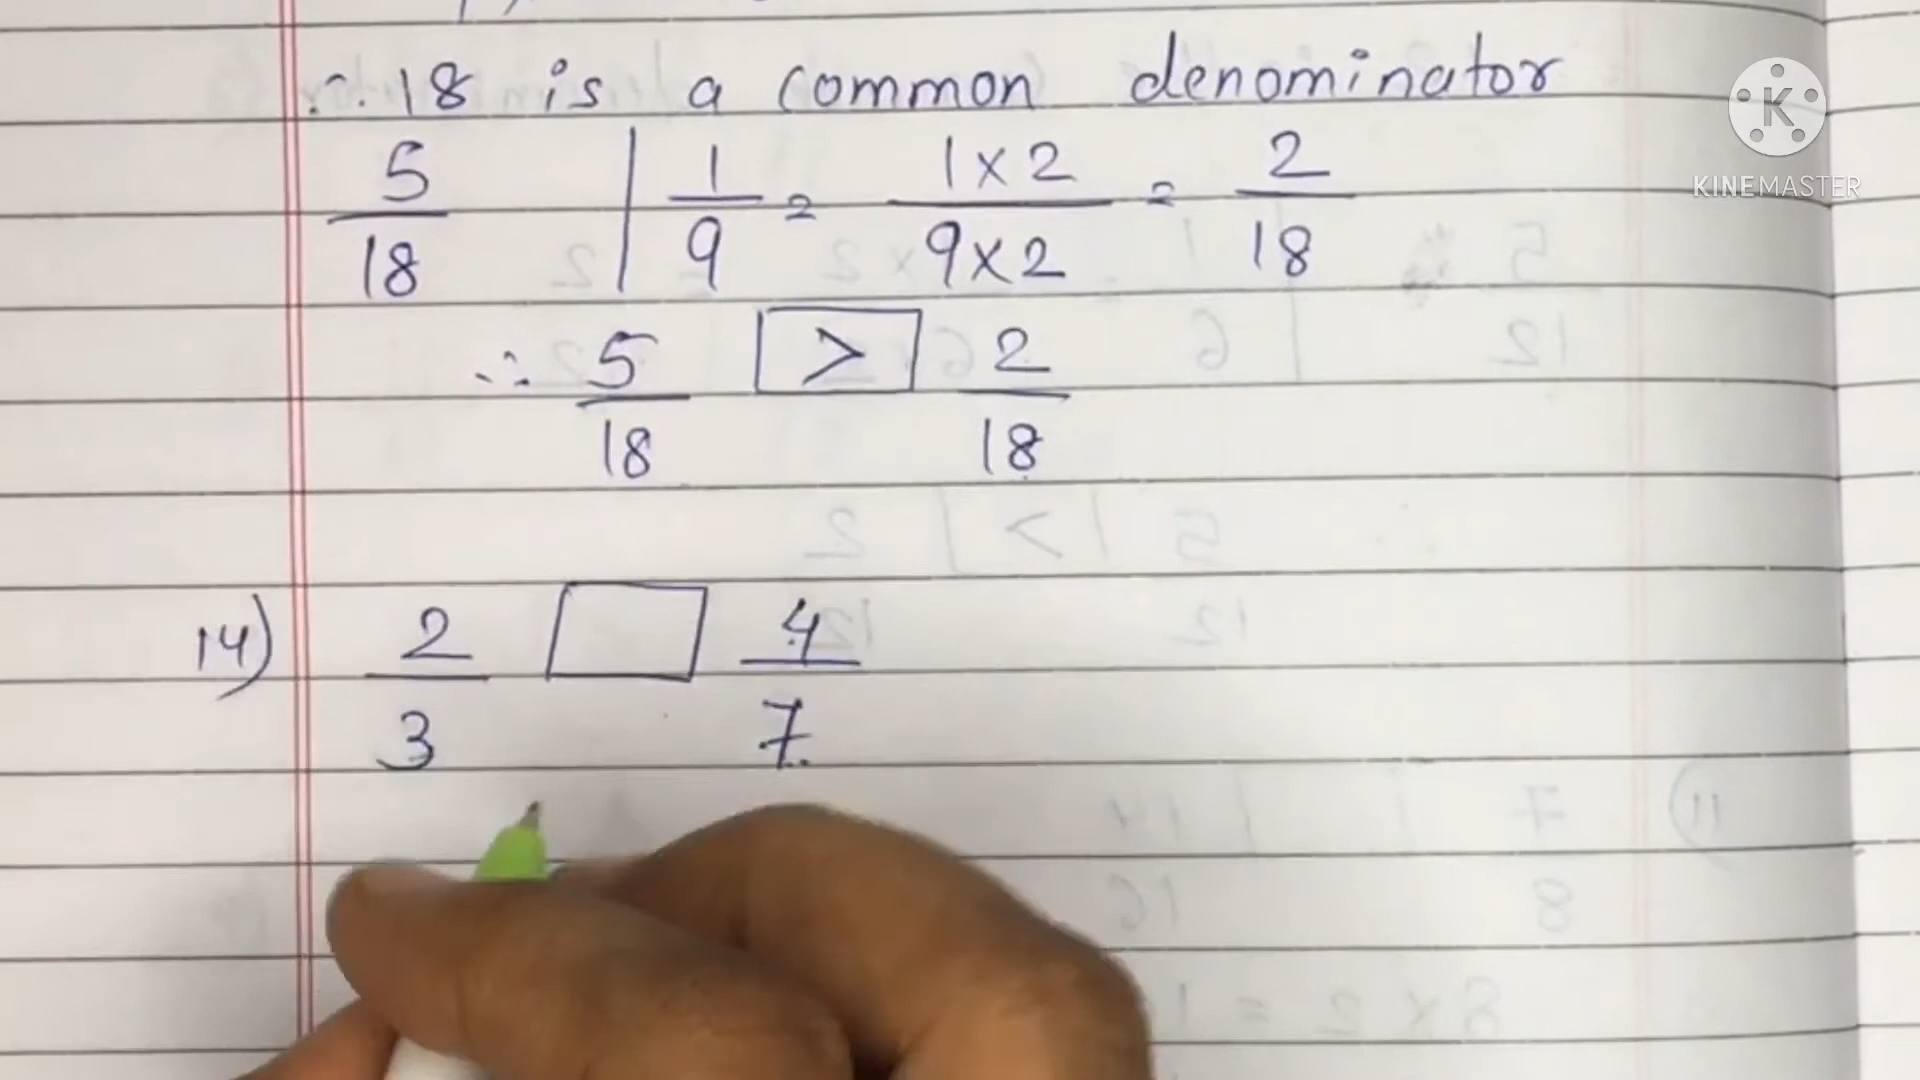 ∴ 18 is a common denominator
5/18 | 1/9 = 1×2/9×2 = 2/18
∴ 5/18 > 2/18
14) 2/3 □ 4/7
KINEMASTER